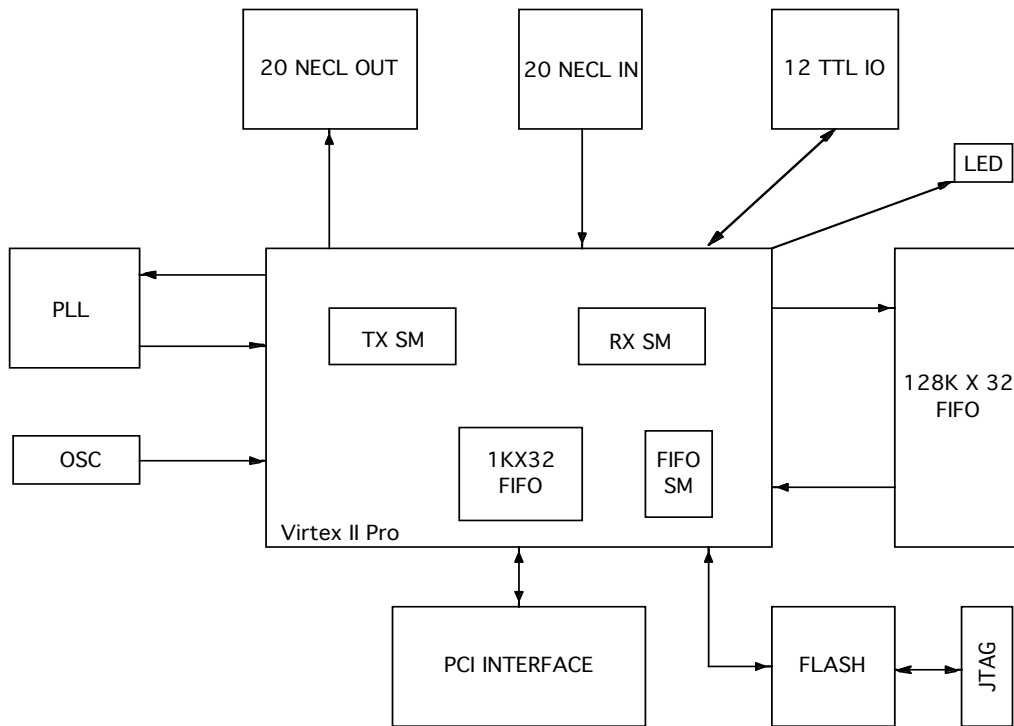 20 NECL OUT
20 NECL IN
12 TTL IO
LED
PLL
TX SM
RX SM
128K X 32
FIFO
OSC
1KX32
FIFO
FIFO
SM
Virtex II Pro
PCI INTERFACE
FLASH
JTAG